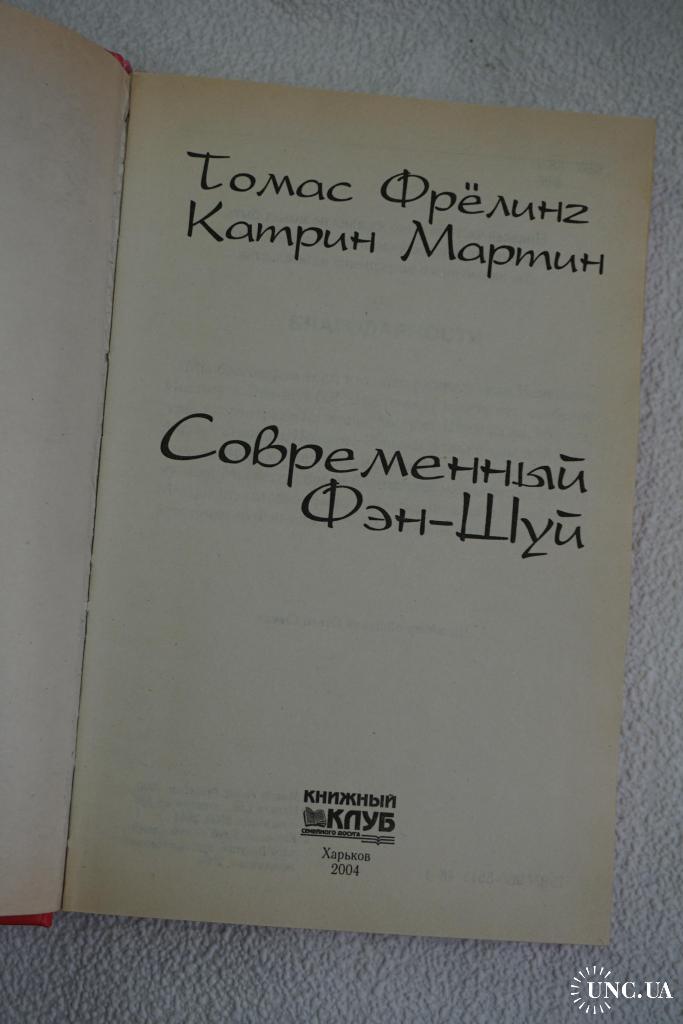 Томас Фрёлинг
Катрин Мартин
Современный
Фэн-Шуй
КНИЖНЫЙ
КЛУБ
СЕМЕЙНОГО ДОСУГА
Харьков
2004
UNC.UA